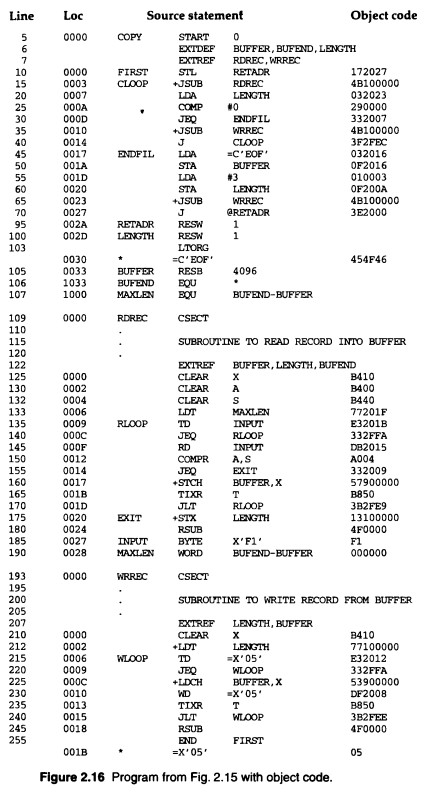 Line Loc Source statement Object code
5 0000 COPY START 0
6 EXTDEF BUFFER,BUFEND,LENGTH
7 EXTREF RDREC,WRREC
10 0000 FIRST STL RETADR 172027
15 0003 CLOOP +JSUB RDREC 4B100000
20 0007 LDA LENGTH 032023
25 000A COMP #0 290000
30 000D JEQ ENDFIL 332007
35 0010 +JSUB WRREC 4B100000
40 0014 J CLOOP 3F2FEC
45 0017 ENDFIL LDA =C'EOF' 032016
50 001A STA BUFFER 0F2016
55 001D LDA #3 010003
60 0020 STA LENGTH 0F200A
65 0023 +JSUB WRREC 4B100000
70 0027 J @RETADR 3E2000
95 002A RETADR RESW 1
100 002D LENGTH RESW 1
103 LTORG
0030 * =C'EOF' 454F46
105 0033 BUFFER RESB 4096
106 1033 BUFEND EQU *
107 1000 MAXLEN EQU BUFEND-BUFFER
109 0000 RDREC CSECT
110 .
115 . SUBROUTINE TO READ RECORD INTO BUFFER
120 .
122 EXTREF BUFFER,LENGTH,BUFEND
125 0000 CLEAR X B410
130 0002 CLEAR A B400
132 0004 CLEAR S B440
133 0006 LDT MAXLEN 77201F
135 0009 RLOOP TD INPUT E3201B
140 000C JEQ RLOOP 332FFA
145 000F RD INPUT DB2015
150 0012 COMPR A,S A004
155 0014 JEQ EXIT 332009
160 0017 +STCH BUFFER,X 57900000
165 001B TIXR T B850
170 001D JLT RLOOP 3B2FE9
175 0020 EXIT +STX LENGTH 13100000
180 0024 RSUB 4F0000
185 0027 INPUT BYTE X'F1' F1
190 0028 MAXLEN WORD BUFEND-BUFFER 000000
193 0000 WRREC CSECT
195 .
200 . SUBROUTINE TO WRITE RECORD FROM BUFFER
205 .
207 EXTREF LENGTH,BUFFER
210 0000 CLEAR X B410
212 0002 +LDT LENGTH 77100000
215 0006 WLOOP TD =X'05' E32012
220 0009 JEQ WLOOP 332FFA
225 000C +LDCH BUFFER,X 53900000
230 0010 WD =X'05' DF2008
235 0013 TIXR T B850
240 0015 JLT WLOOP 3B2FEE
245 0018 RSUB 4F0000
255 END FIRST
001B * =X'05' 05
Figure 2.16 Program from Fig. 2.15 with object code.